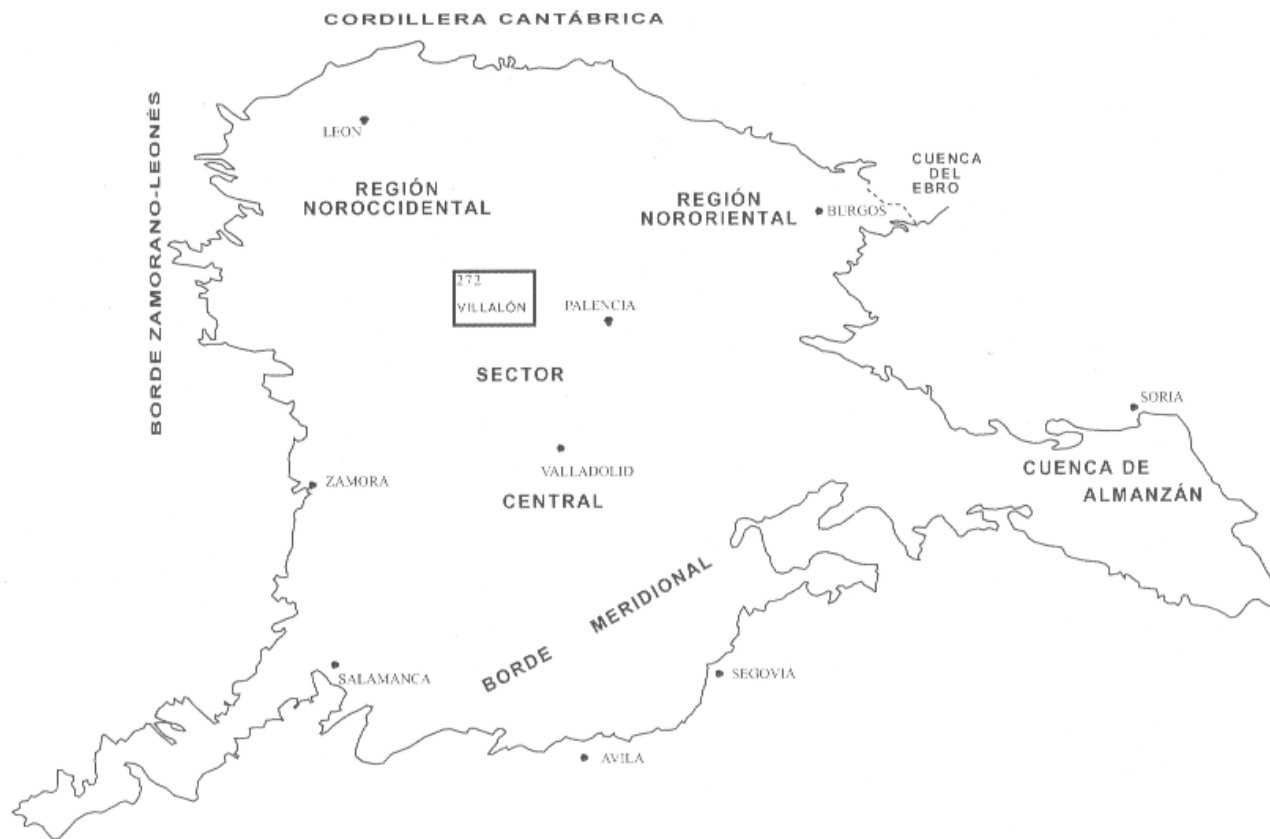 CORDILLERA CANTÁBRICA
BORDE ZAMORANO-LEONÉS
LEON
CUENCA
DEL
EBRO
REGIÓN
NOROCCIDENTAL
REGIÓN
NORORIENTAL
BURGOS
272
VILLALÓN
PALENCIA
SECTOR
SORIA
VALLADOLID
ZAMORA
CENTRAL
CUENCA DE
ALMANZÁN
BORDE MERIDIONAL
SALAMANCA
SEGOVIA
AVILA